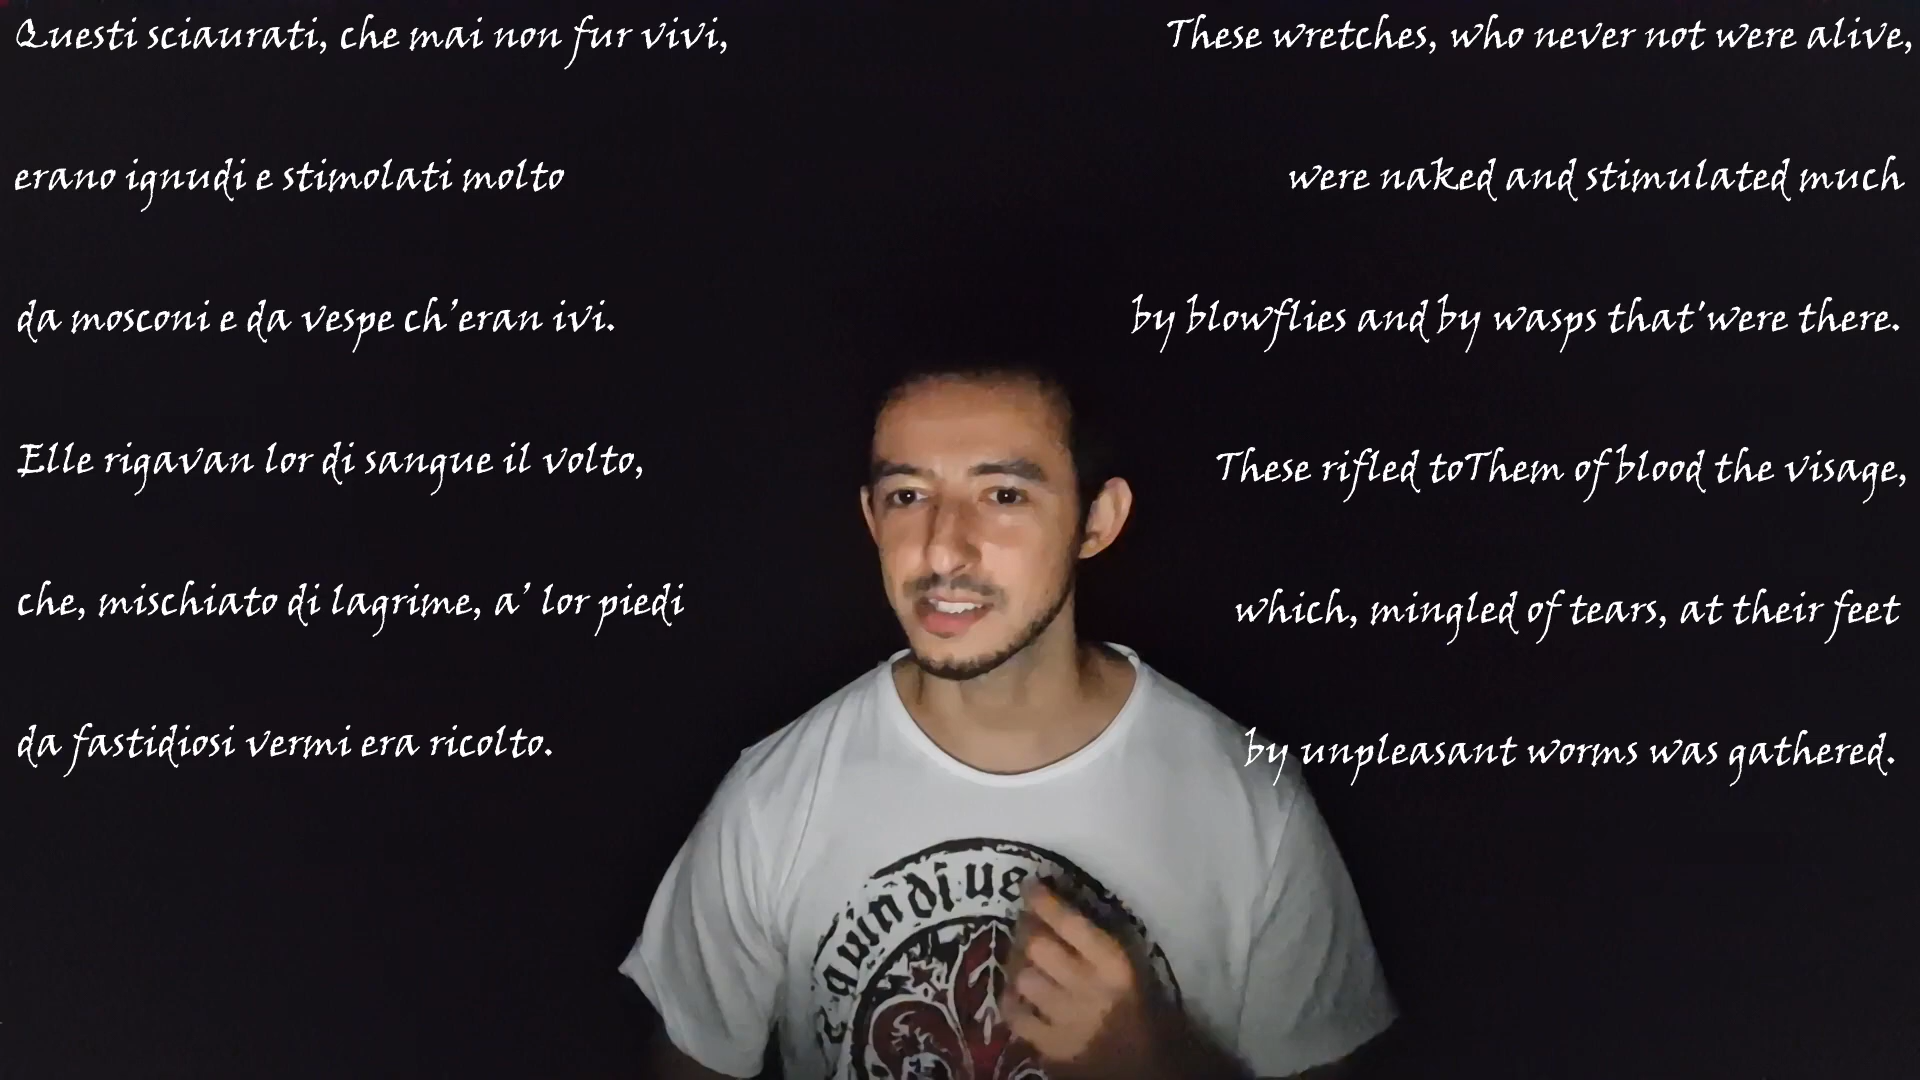 Questi sciaurati, che mai non fur vivi,
erano ignudi e stimolati molto
da mosconi e da vespe ch'eran ivi.
Elle rigavan lor di sangue il volto,
che, mischiato di lagrime, a' lor piedi
da fastidiosi vermi era ricolto.
These wretches, who never not were alive,
were naked and stimulated much
by blowflies and by wasps that'were there.
These rifled toThem of blood the visage,
which, mingled of tears, at their feet
by unpleasant worms was gathered.